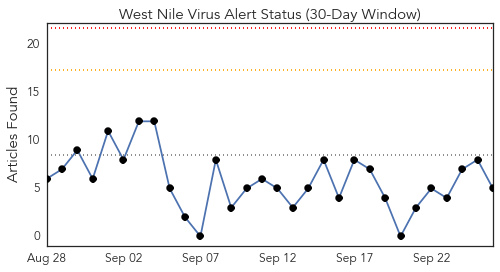 West Nile Virus Alert Status (30-Day Window)
Articles Found
20
15
10
5
0
Aug 28 Sep 02 Sep 07 Sep 12 Sep 17 Sep 22